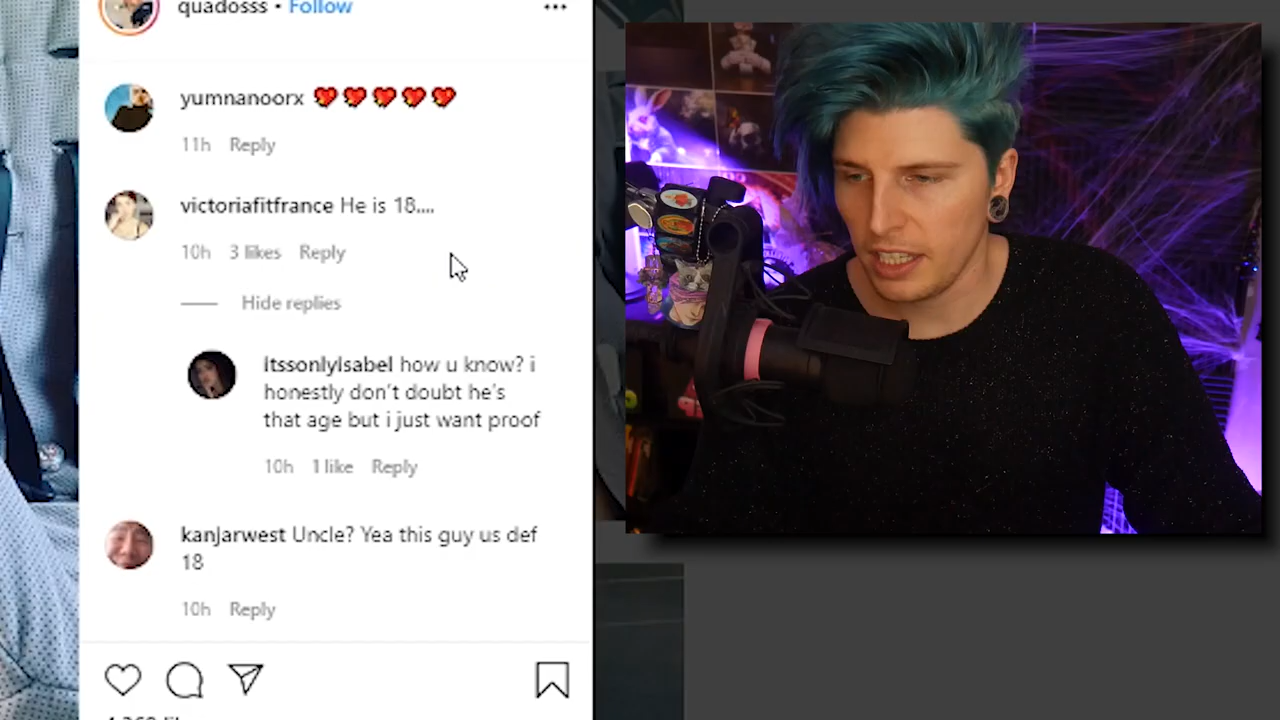 quadosss • Follow
yumnanoorx ❤️❤️❤️❤️❤️
11h Reply
victoriafitfrance He is 18....
10h 3 likes Reply
Hide replies
itssonlyisabel how u know? i
honestly don't doubt he's
that age but i just want proof
10h 1 like Reply
kanjarwest Uncle? Yea this guy us def
18
10h Reply